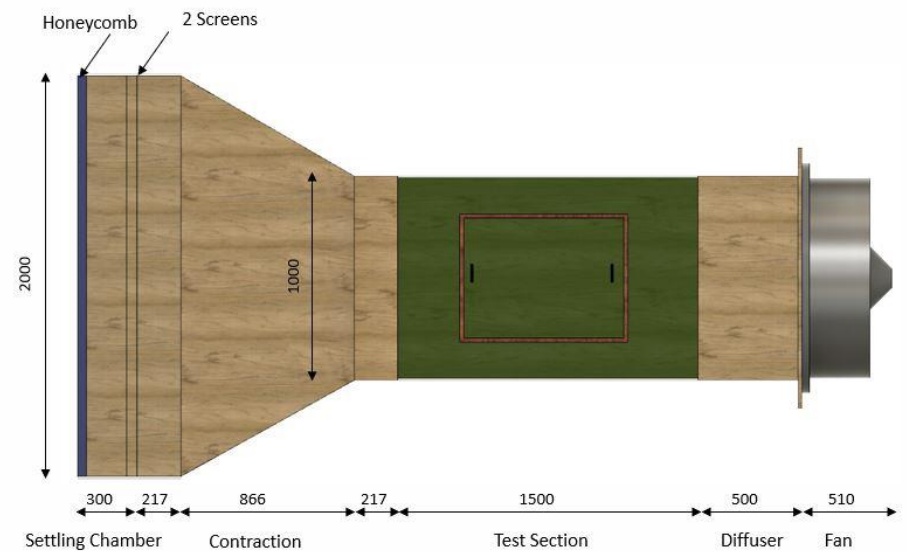 Honeycomb
2 Screens
2000
1000
300
217
866
217
1500
500
510
Settling Chamber
Contraction
Test Section
Diffuser
Fan